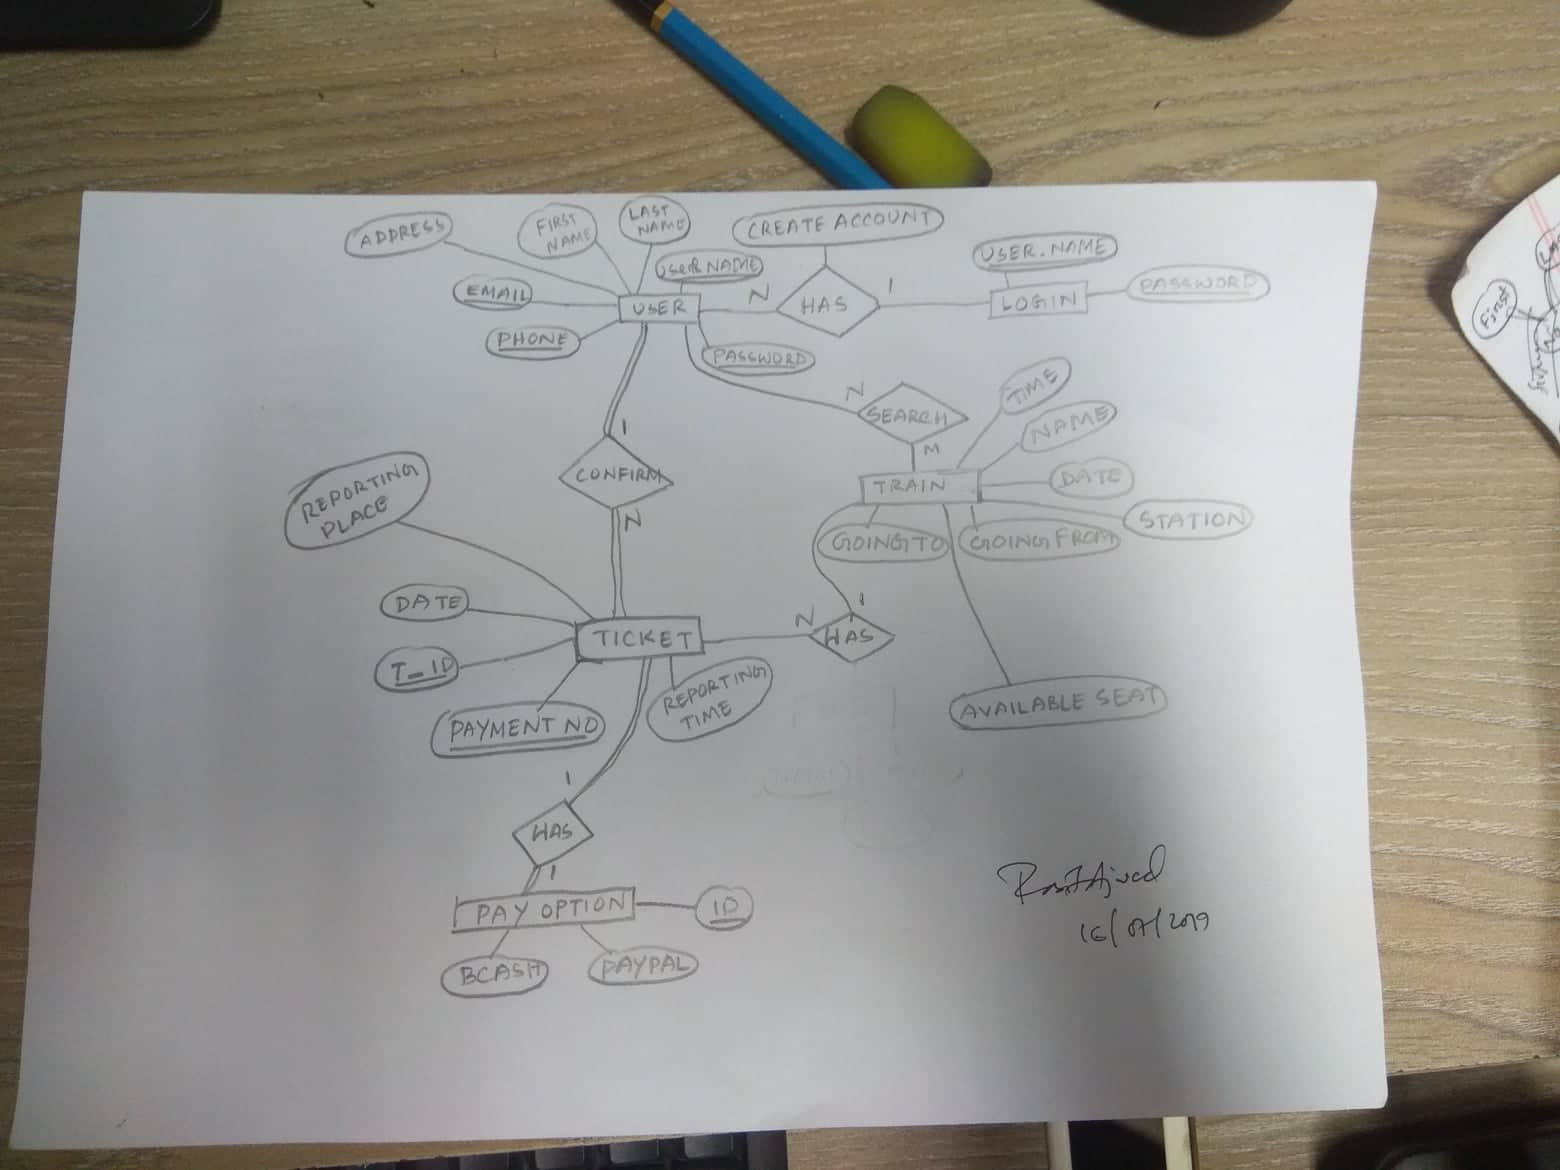 ADDRESS
FIRST
NAME
LAST
NAME
CREATE ACCOUNT
USER NAME
USER.NAME
EMAIL
USER
N
HAS
1
LOGIN
PASSWORD
PHONE
PASSWORD
N
SEARCH
M
TIME
NAME
1
CONFIRM
N
TRAIN
DATE
STATION
GOING TO
GOING FROM
REPORTING
PLACE
DATE
T_ID
TICKET
N
1
HAS
PAYMENT NO
REPORTING
TIME
AVAILABLE SEAT
1
HAS
1
PAY OPTION
ID
BCASH
PAYPAL
16/07/2019
First